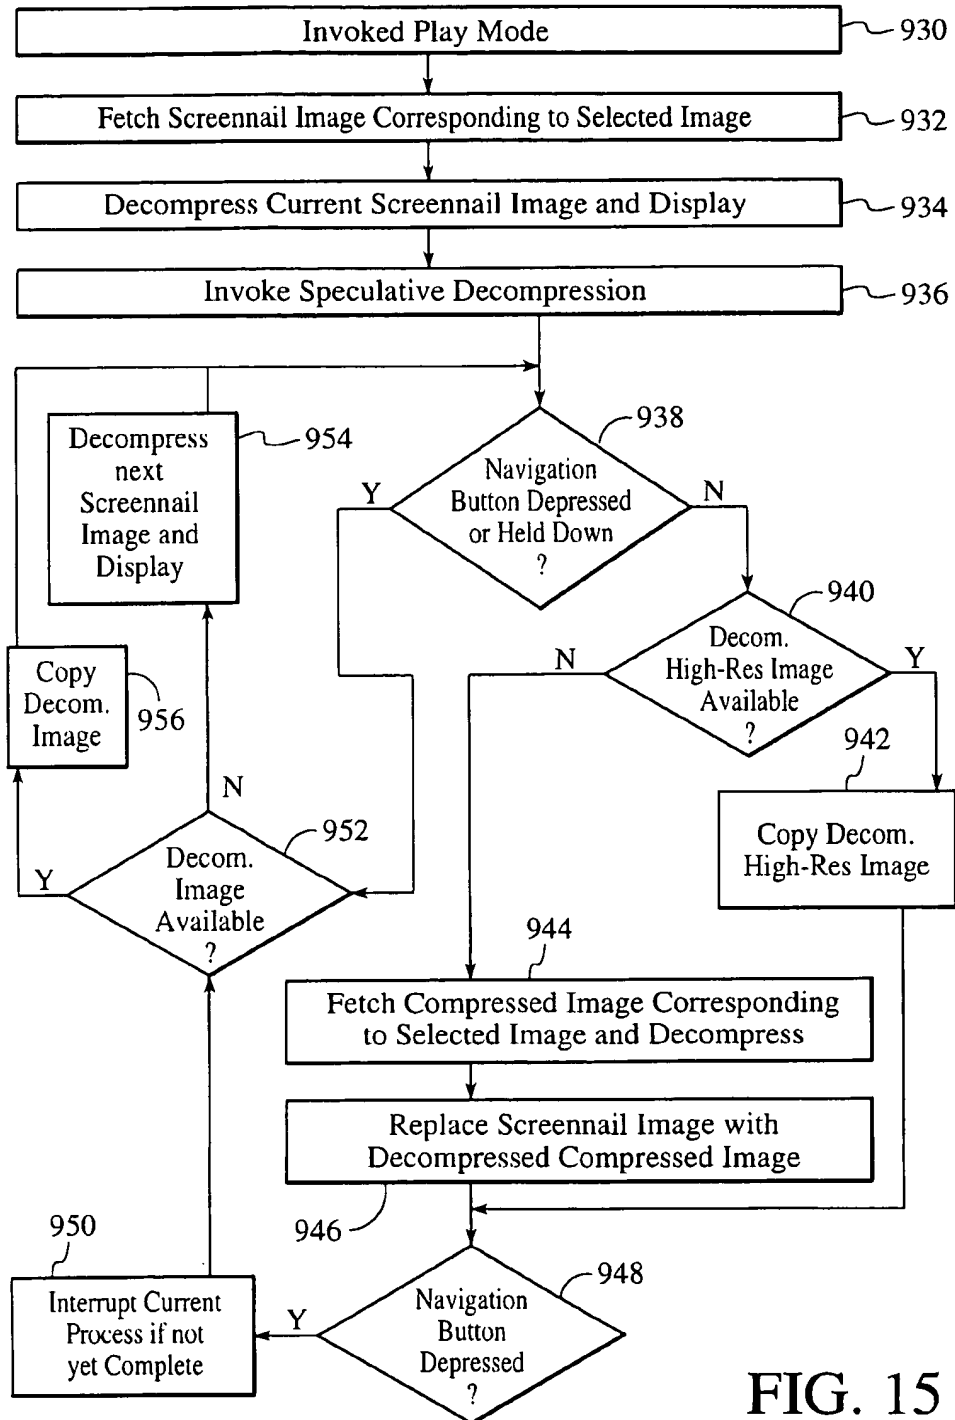 Invoked Play Mode
930
Fetch Screennail Image Corresponding to Selected Image
932
Decompress Current Screennail Image and Display
934
Invoke Speculative Decompression
936
Decompress
next
Screennail
Image and
Display
954
938
Navigation
Button Depressed
or Held Down
?
Y
N
940
Decom.
High-Res Image
Available
?
N
Y
Copy
Decom.
Image
956
942
Copy Decom.
High-Res Image
N
952
Decom.
Image
Available
?
Y
944
Fetch Compressed Image Corresponding
to Selected Image and Decompress
Replace Screennail Image with
Decompressed Compressed Image
946
950
Interrupt Current
Process if not
yet Complete
Y
948
Navigation
Button
Depressed
?
FIG. 15